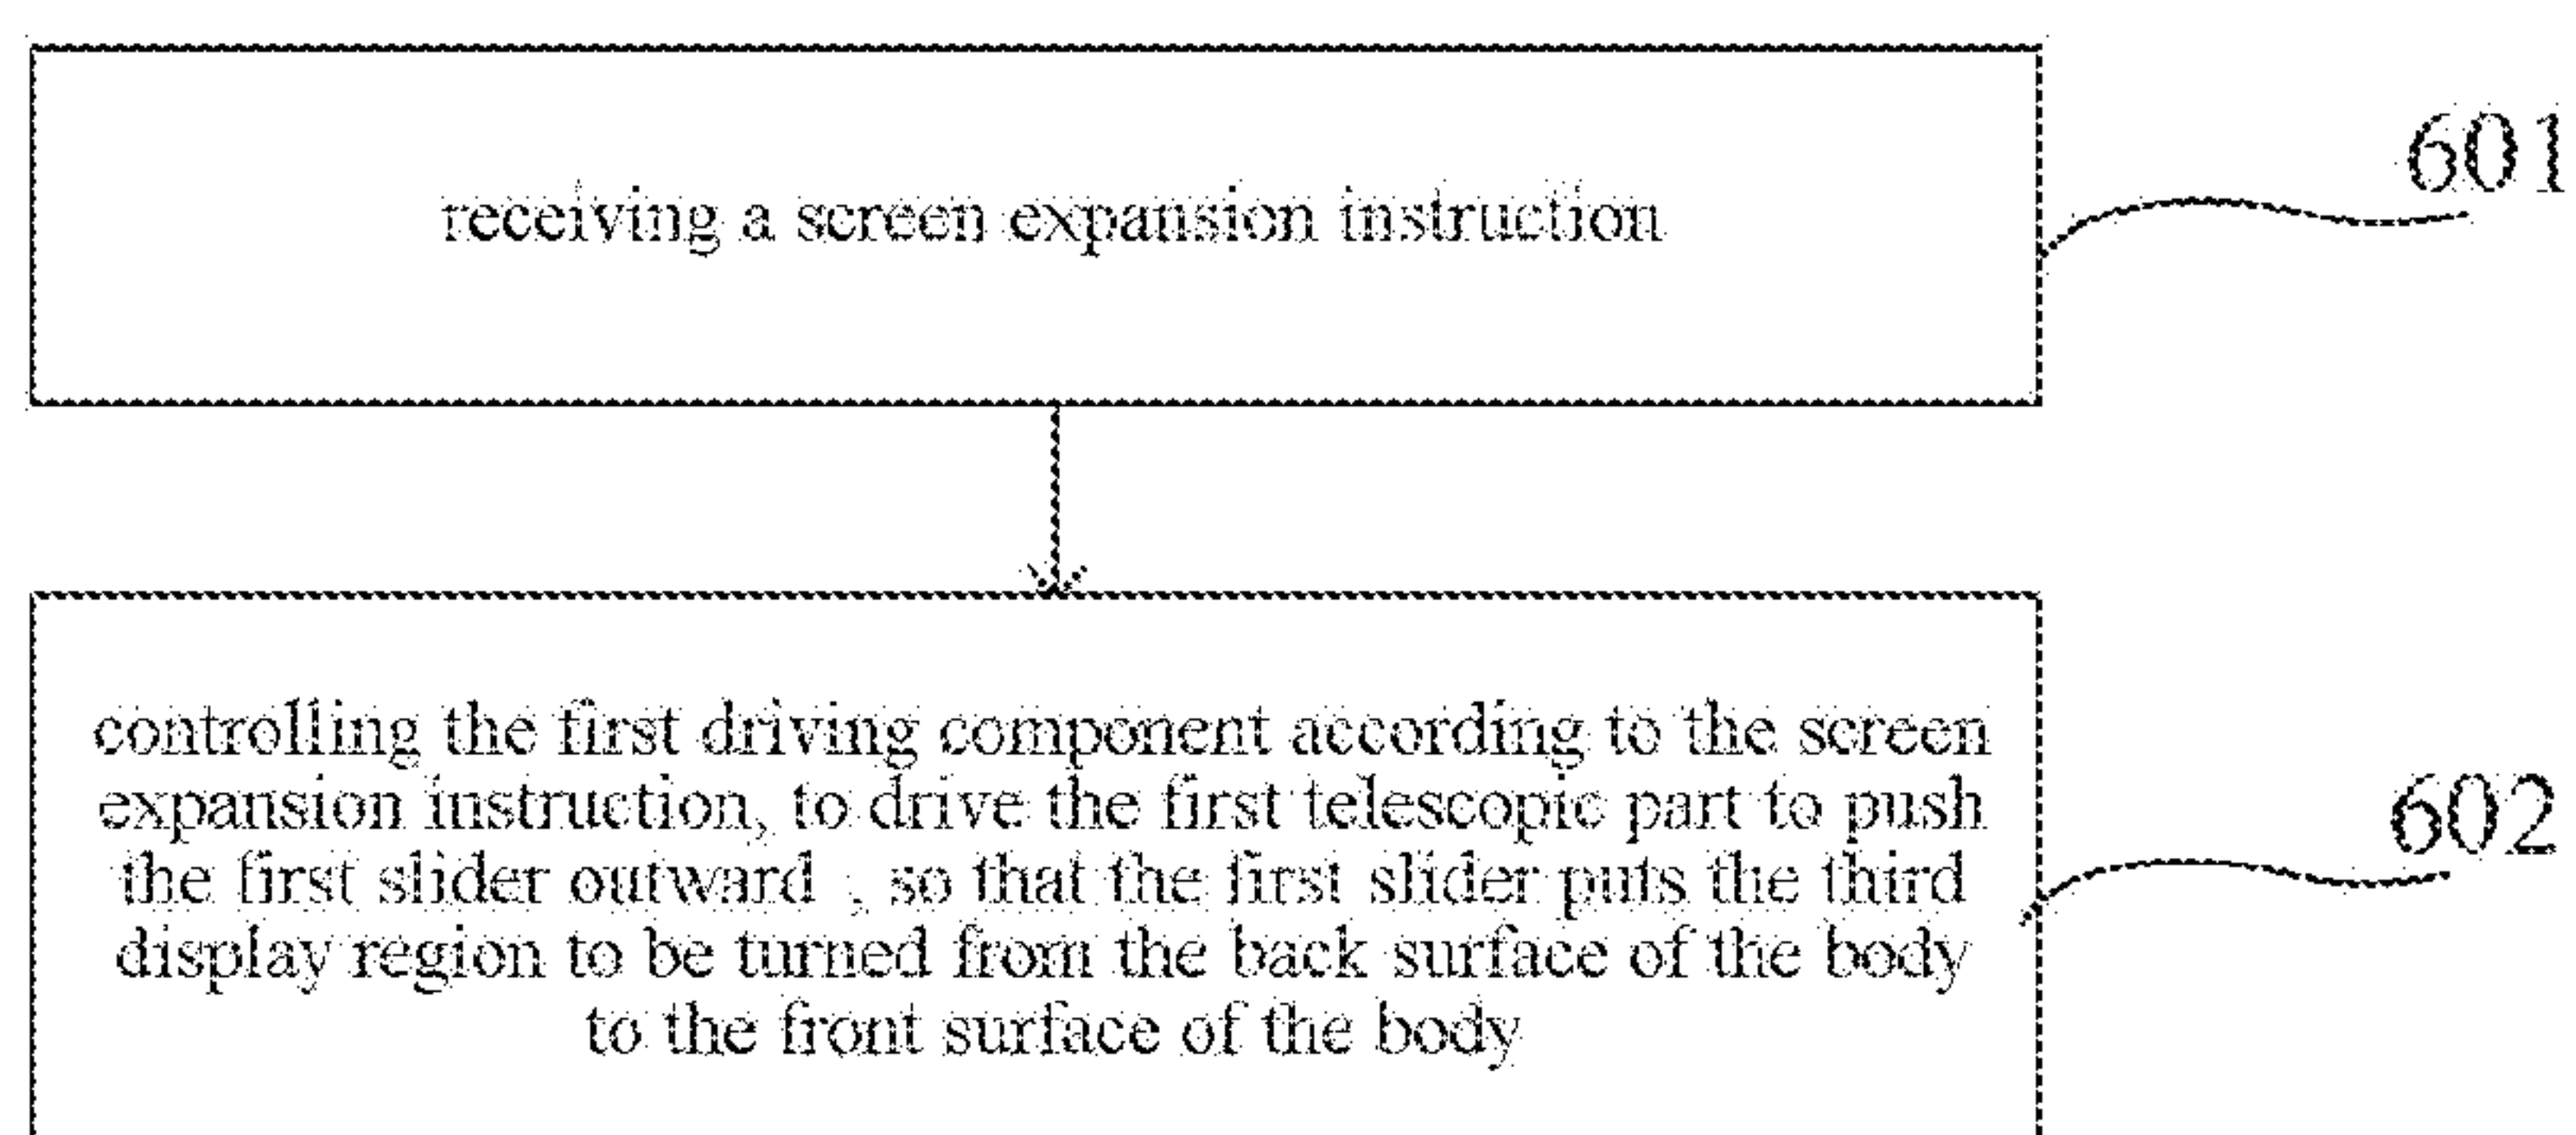 receiving a screen expansion instruction
601
controlling the first driving component according to the screen
expansion instruction, to drive the first telescopic part to push
the first slider outward , so that the first slider puts the third
display region to be turned from the back surface of the body
to the front surface of the body
602